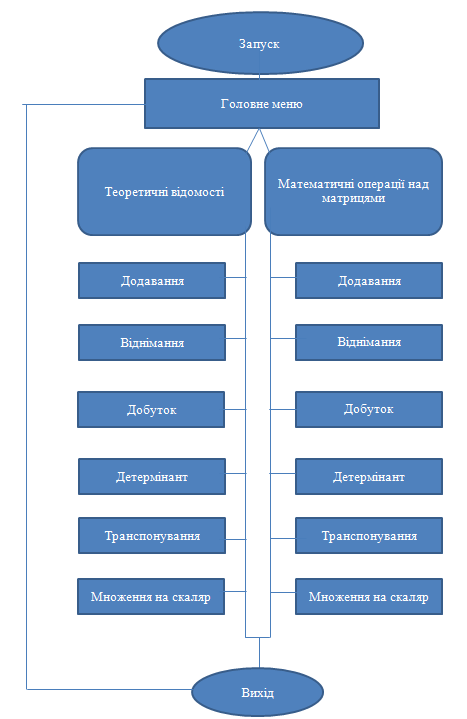 Запуск
Головне меню
Теоретичні відомості
Математичні операції над
матрицями
Додавання
Додавання
Віднімання
Віднімання
Добуток
Добуток
Детермінант
Детермінант
Транспонування
Транспонування
Множення на скаляр
Множення на скаляр
Вихід